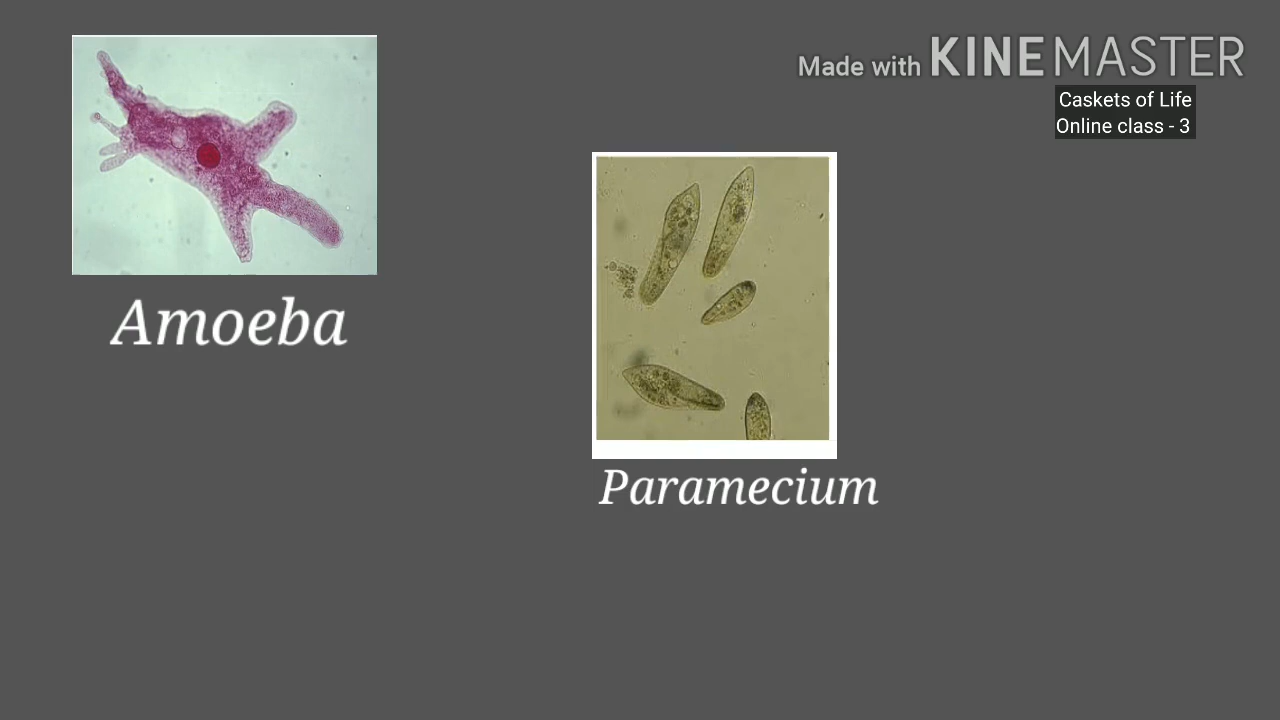 Made with KINEMASTER
Caskets of Life
Online class - 3
Amoeba
Paramecium